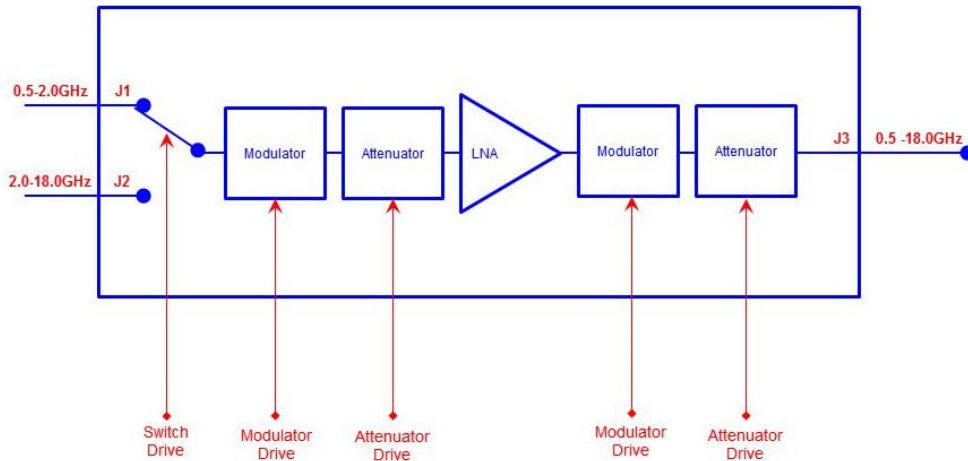 0.5-2.0GHz
J1
2.0-18.0GHz
J2
Modulator
Attenuator
LNA
Modulator
Attenuator
J3
0.5 -18.0GHz
Switch
Drive
Modulator
Drive
Attenuator
Drive
Modulator
Drive
Attenuator
Drive